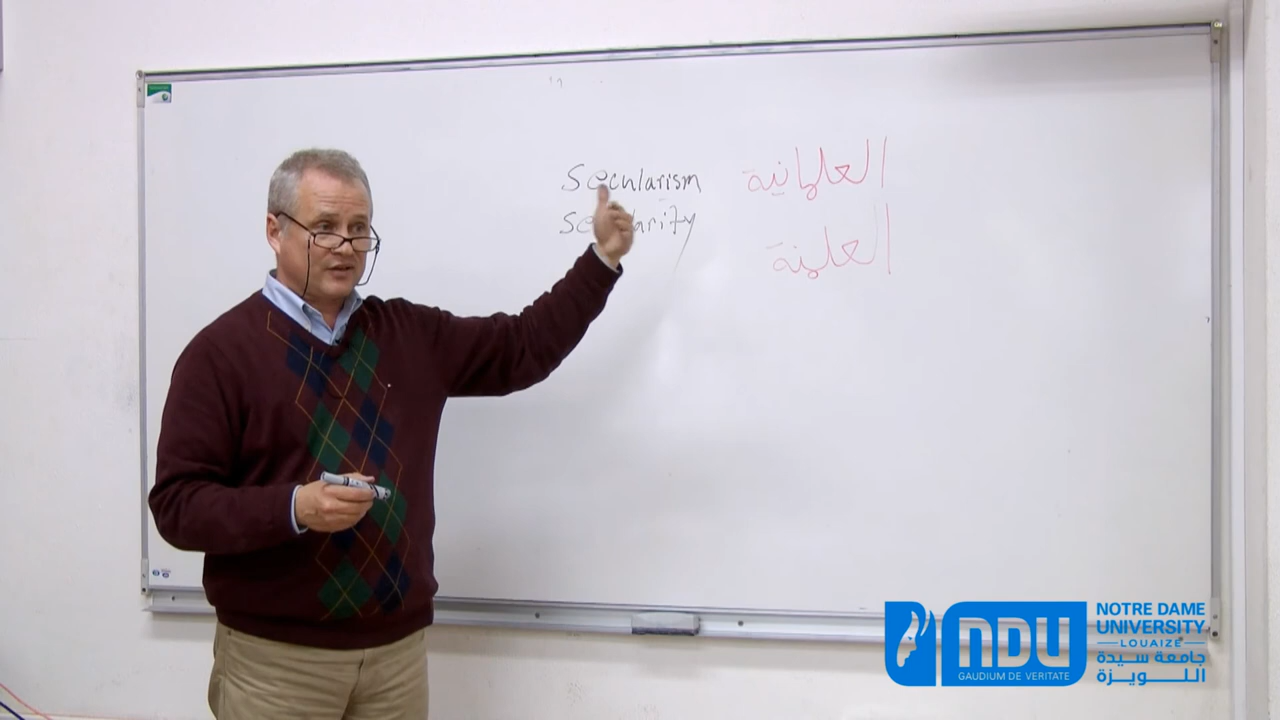 Secularism العلمانية
Secularity العلمنة
NDU
GAUDIUM DE VERITATE
NOTRE DAME
UNIVERSITY
LOUAIZE
جامعة سيدة
اللويزة